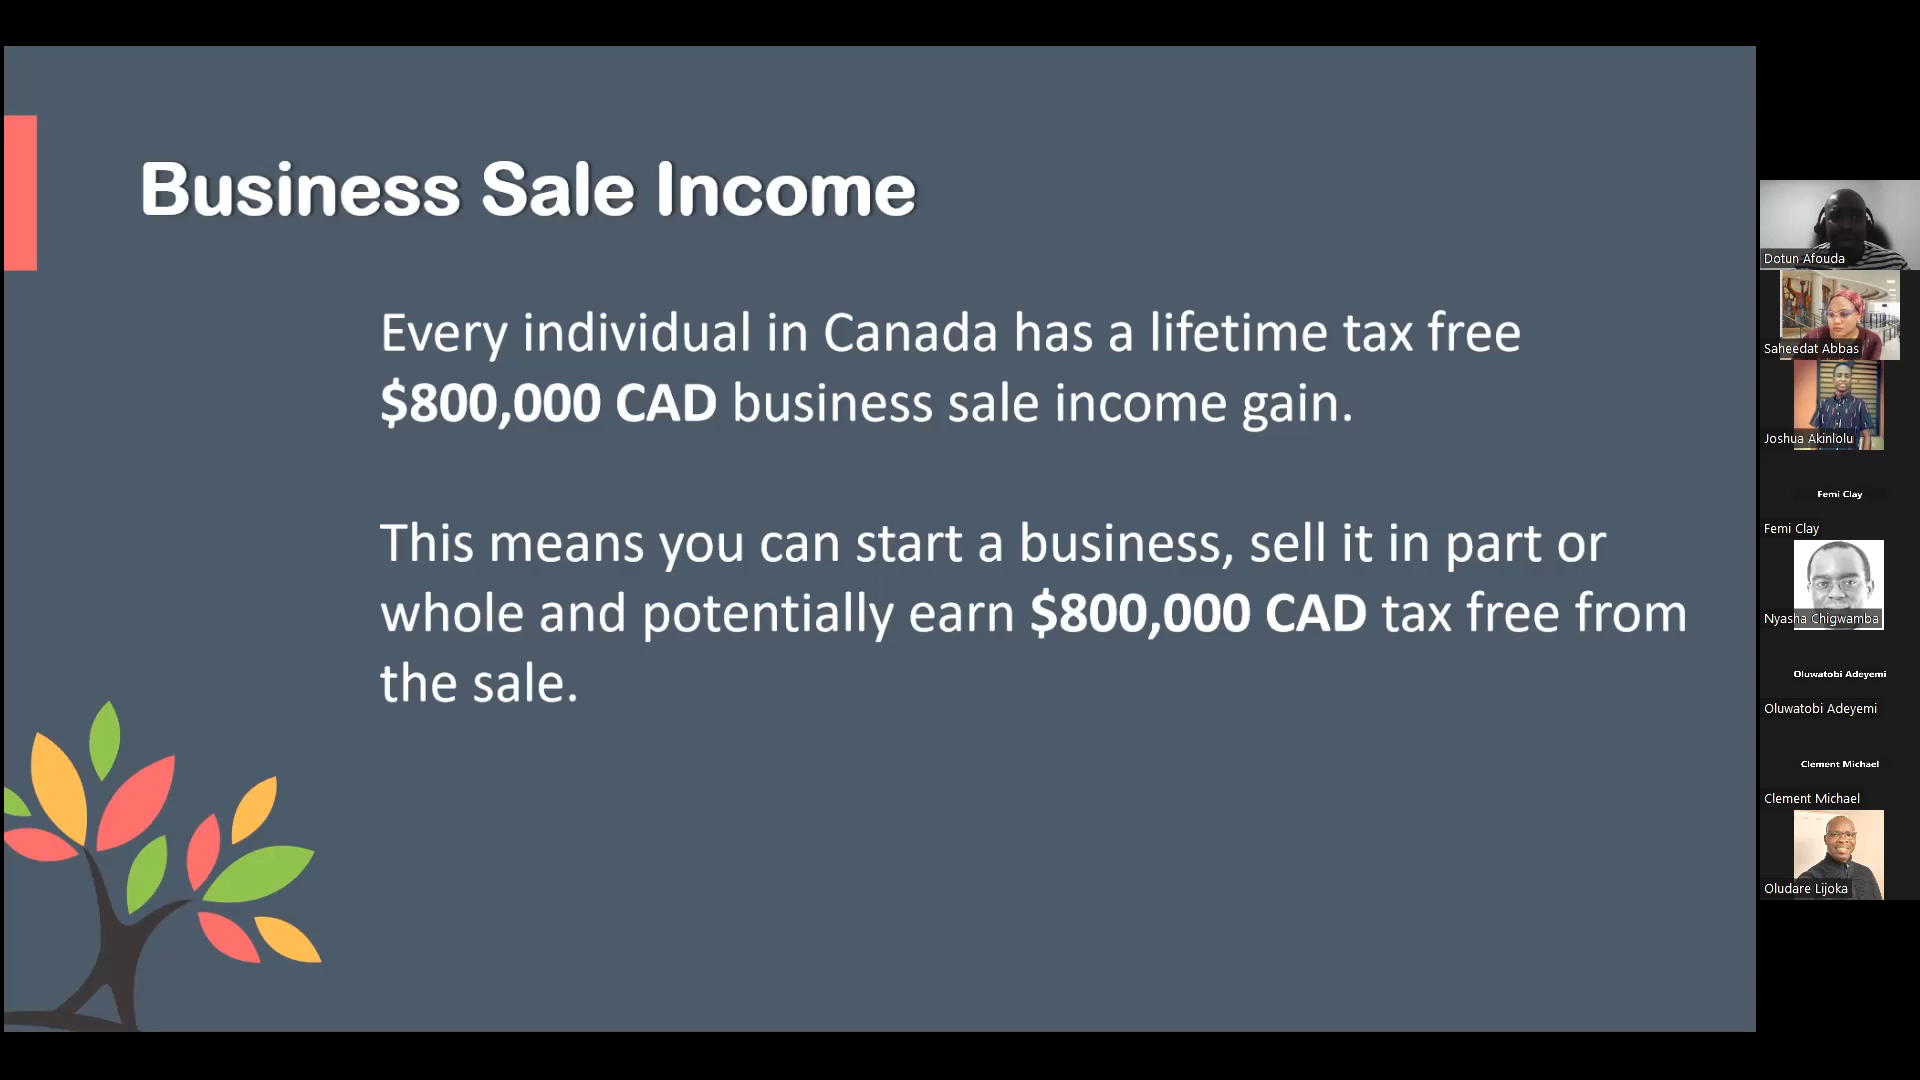 Business Sale Income
Every individual in Canada has a lifetime tax free
$800,000 CAD business sale income gain.
This means you can start a business, sell it in part or
whole and potentially earn $800,000 CAD tax free from
the sale.
Dotun Afouda
Saheedat Abbas
Joshua Akinlolu
Femi Clay
Femi Clay
Nyasha Chigwamba
Oluwatobi Adeyemi
Oluwatobi Adeyemi
Clement Michael
Clement Michael
Oludare Lijoka